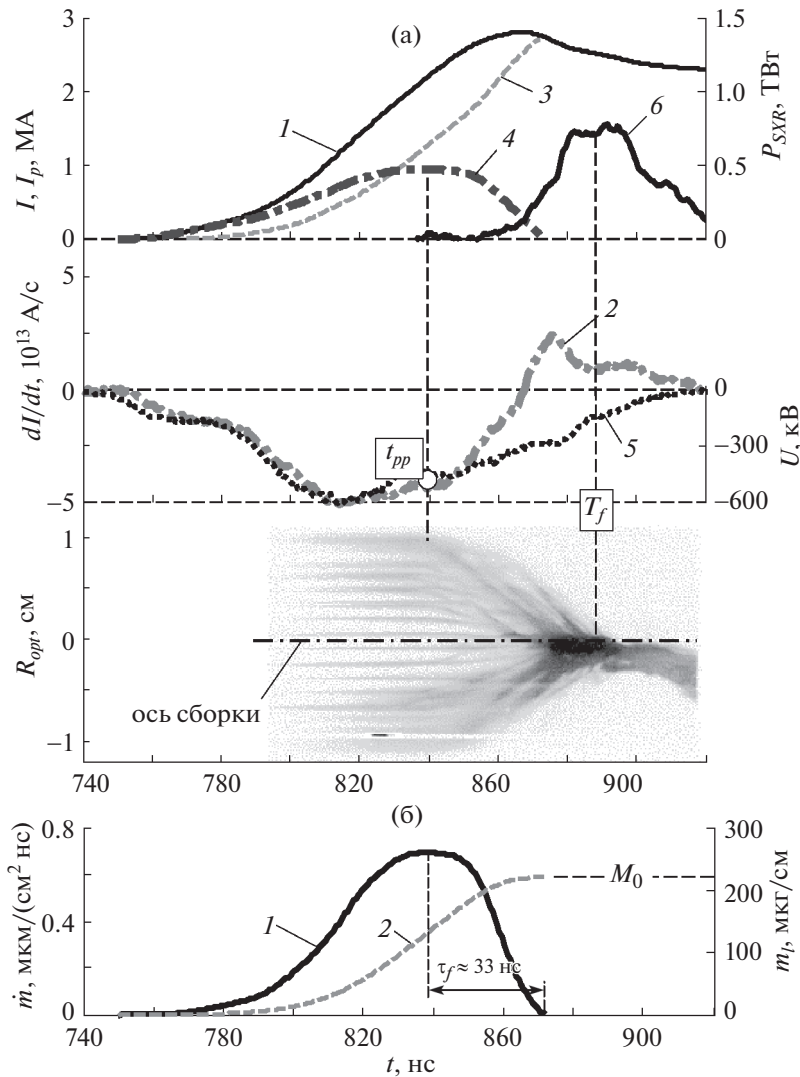 (а)
3
2
1
0
I, I_p, МА
1.5
1.0
0.5
0
P_SXR, ТВт
1
3
4
6
5
0
−5
dI/dt, 10^13 А/с
0
−300
−600
U, кВ
2
5
t_pp
T_f
1
0
−1
R_opt, см
ось сборки
740 780 820 860 900
(б)
0.8
0.4
0
ṁ, мкм/(см² нс)
300
200
100
0
m_l, мкг/см
1
2
M_0
τ_f ≈ 33 нс
740 780 820 860 900
t, нс